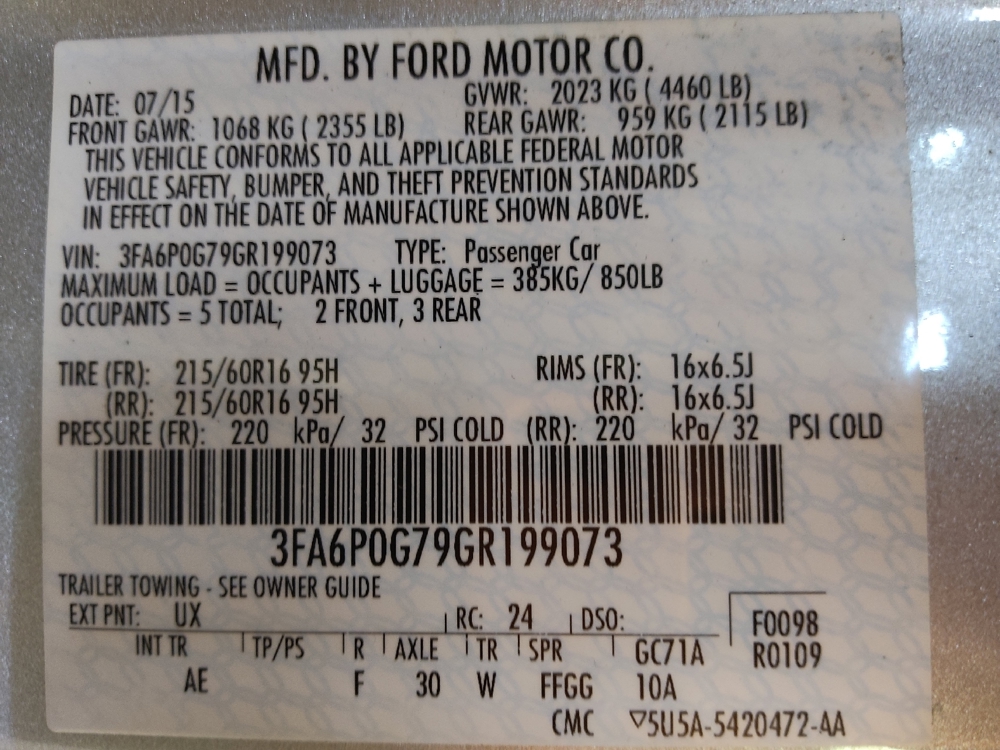 MFD. BY FORD MOTOR CO.
DATE: 07/15 GVWR: 2023 KG ( 4460 LB)
FRONT GAWR: 1068 KG ( 2355 LB) REAR GAWR: 959 KG ( 2115 LB)
THIS VEHICLE CONFORMS TO ALL APPLICABLE FEDERAL MOTOR
VEHICLE SAFETY, BUMPER, AND THEFT PREVENTION STANDARDS
IN EFFECT ON THE DATE OF MANUFACTURE SHOWN ABOVE.
VIN: 3FA6P0G79GR199073 TYPE: Passenger Car
MAXIMUM LOAD = OCCUPANTS + LUGGAGE = 385KG/ 850LB
OCCUPANTS = 5 TOTAL; 2 FRONT, 3 REAR
TIRE (FR): 215/60R16 95H RIMS (FR): 16x6.5J
(RR): 215/60R16 95H (RR): 16x6.5J
PRESSURE (FR): 220 kPa/ 32 PSI COLD (RR): 220 kPa/ 32 PSI COLD
3FA6P0G79GR199073
TRAILER TOWING - SEE OWNER GUIDE
EXT PNT: UX RC: 24 DSO: F0098
INT TR TP/PS R AXLE TR SPR GC71A R0109
AE F 30 W FFGG 10A
CMC ▽5U5A-5420472-AA